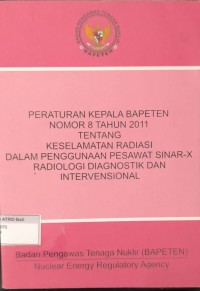 BAPETEN
PERATURAN KEPALA BAPETEN
NOMOR 8 TAHUN 2011
TENTANG
KESELAMATAN RADIASI
DALAM PENGGUNAAN PESAWAT SINAR-X
RADIOLOGI DIAGNOSTIK DAN
INTERVENSIONAL
Badan Pengawas Tenaga Nuklir (BAPETEN)
Nuclear Energy Regulatory Agency